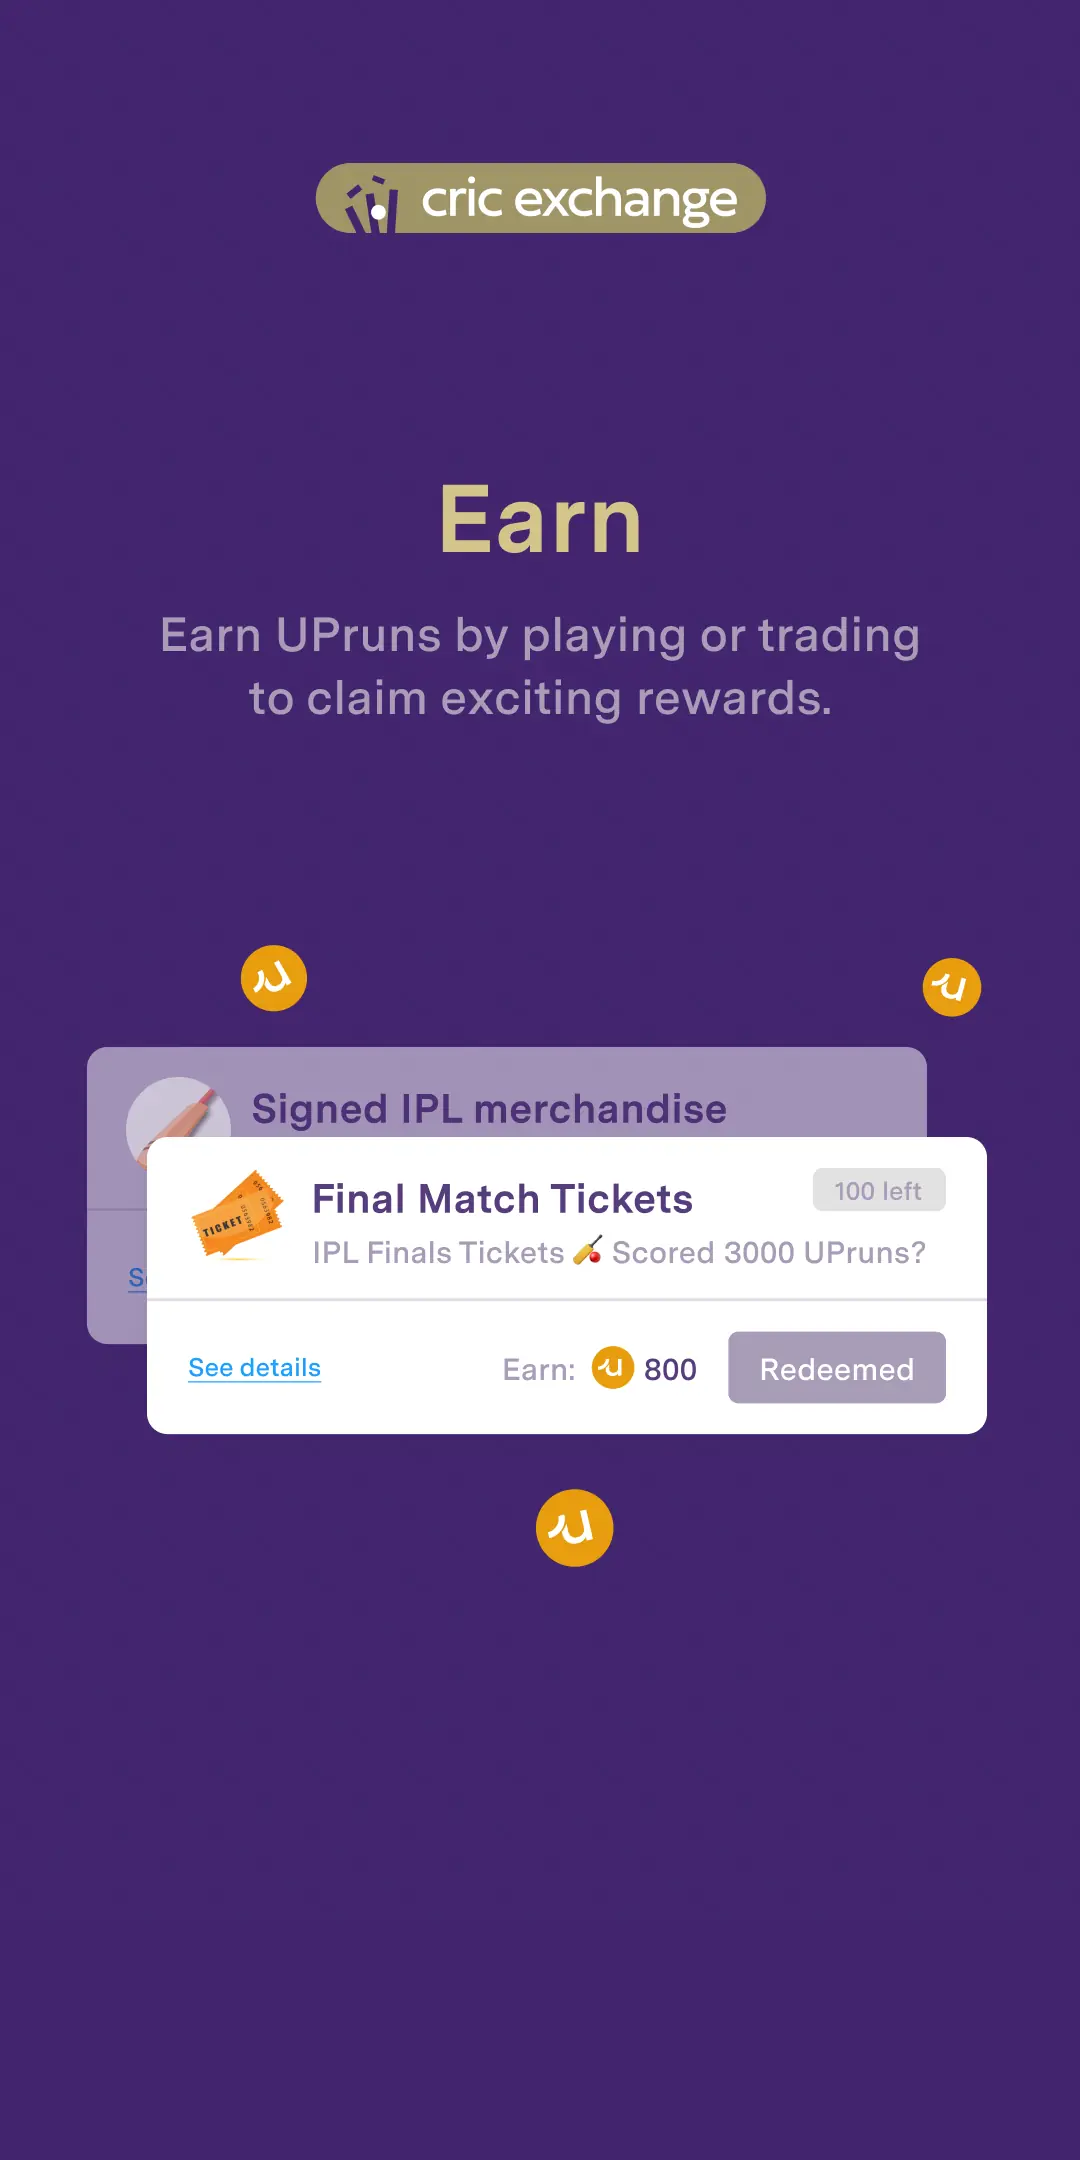 cric exchange
Earn
Earn UPruns by playing or trading
to claim exciting rewards.
Signed IPL merchandise
Final Match Tickets
100 left
TICKET
IPL Finals Tickets 🏏 Scored 3000 UPruns?
See details
Earn: 800
Redeemed